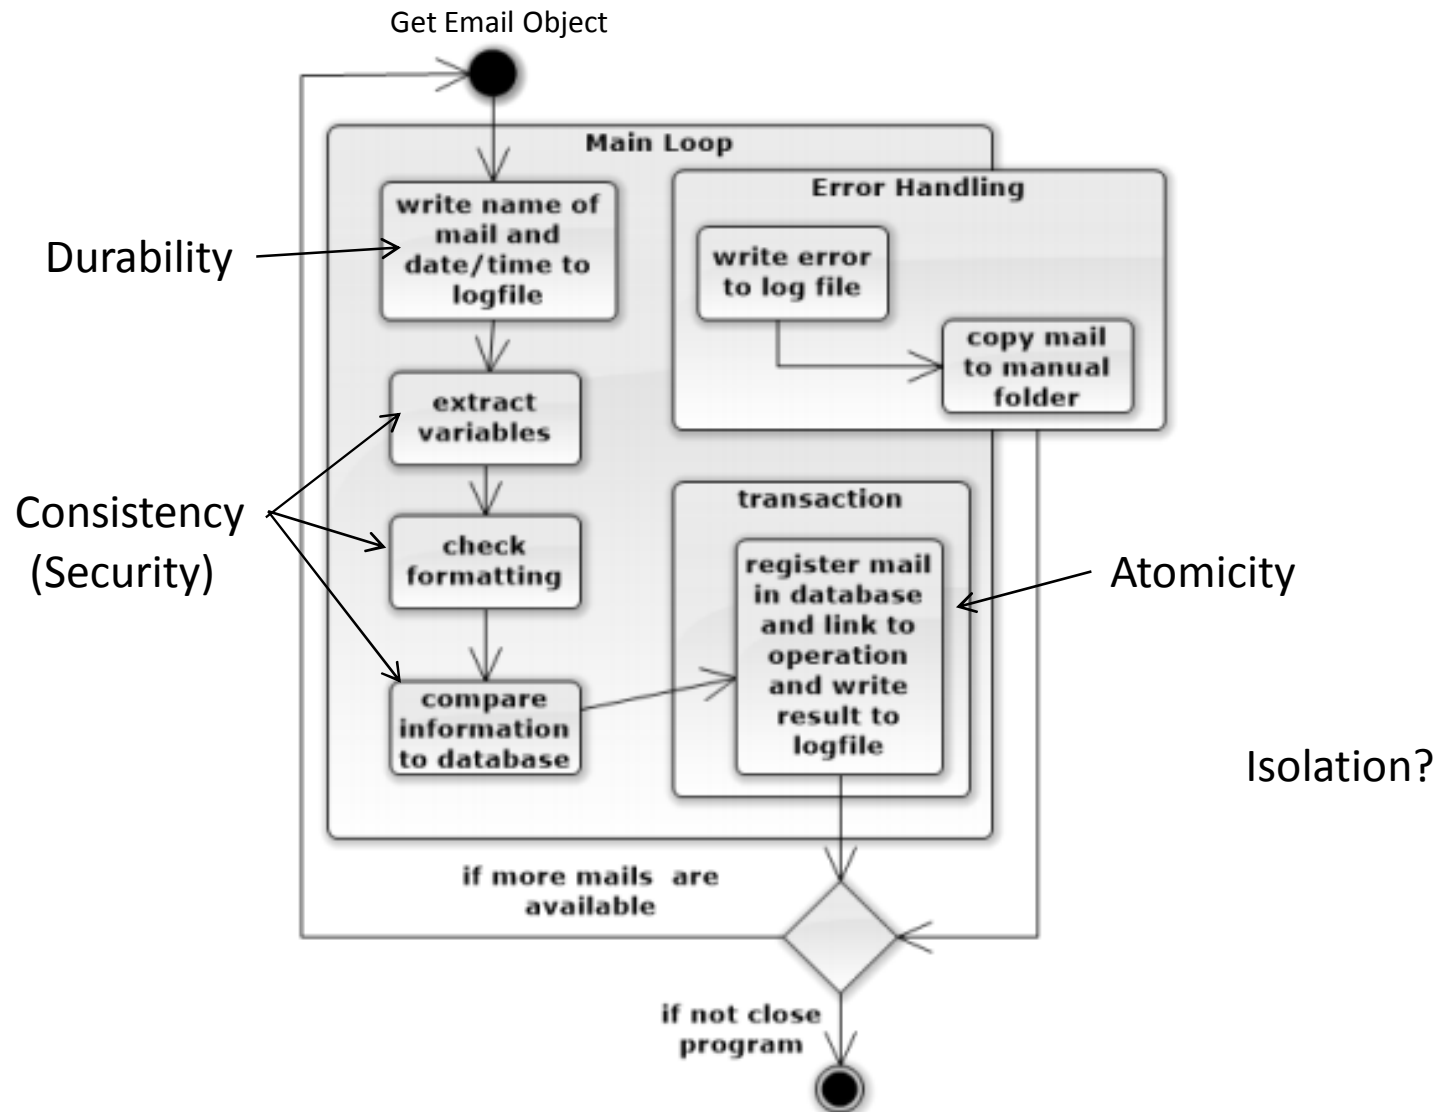 Get Email Object
Main Loop
write name of
mail and
date/time to
logfile
Durability
extract
variables
Consistency
(Security)
check
formatting
compare
information
to database
Error Handling
write error
to log file
copy mail
to manual
folder
transaction
register mail
in database
and link to
operation
and write
result to
logfile
Atomicity
Isolation?
if more mails are
available
if not close
program